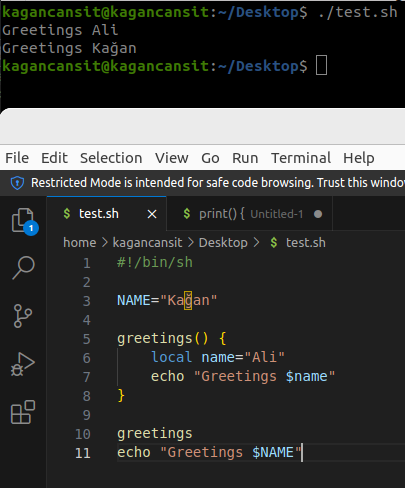 kagancansit@kagancansit:~/Desktop$ ./test.sh
Greetings Ali
Greetings Kağan
kagancansit@kagancansit:~/Desktop$
File Edit Selection View Go Run Terminal Help
Restricted Mode is intended for safe code browsing. Trust this windo
1
$ test.sh × $ print() { Untitled-1 ●
home > kagancansit > Desktop > $ test.sh
1 #!/bin/sh
2
3 NAME="Kağan"
4
5 greetings() {
6 local name="Ali"
7 echo "Greetings $name"
8 }
9
10 greetings
11 echo "Greetings $NAME"